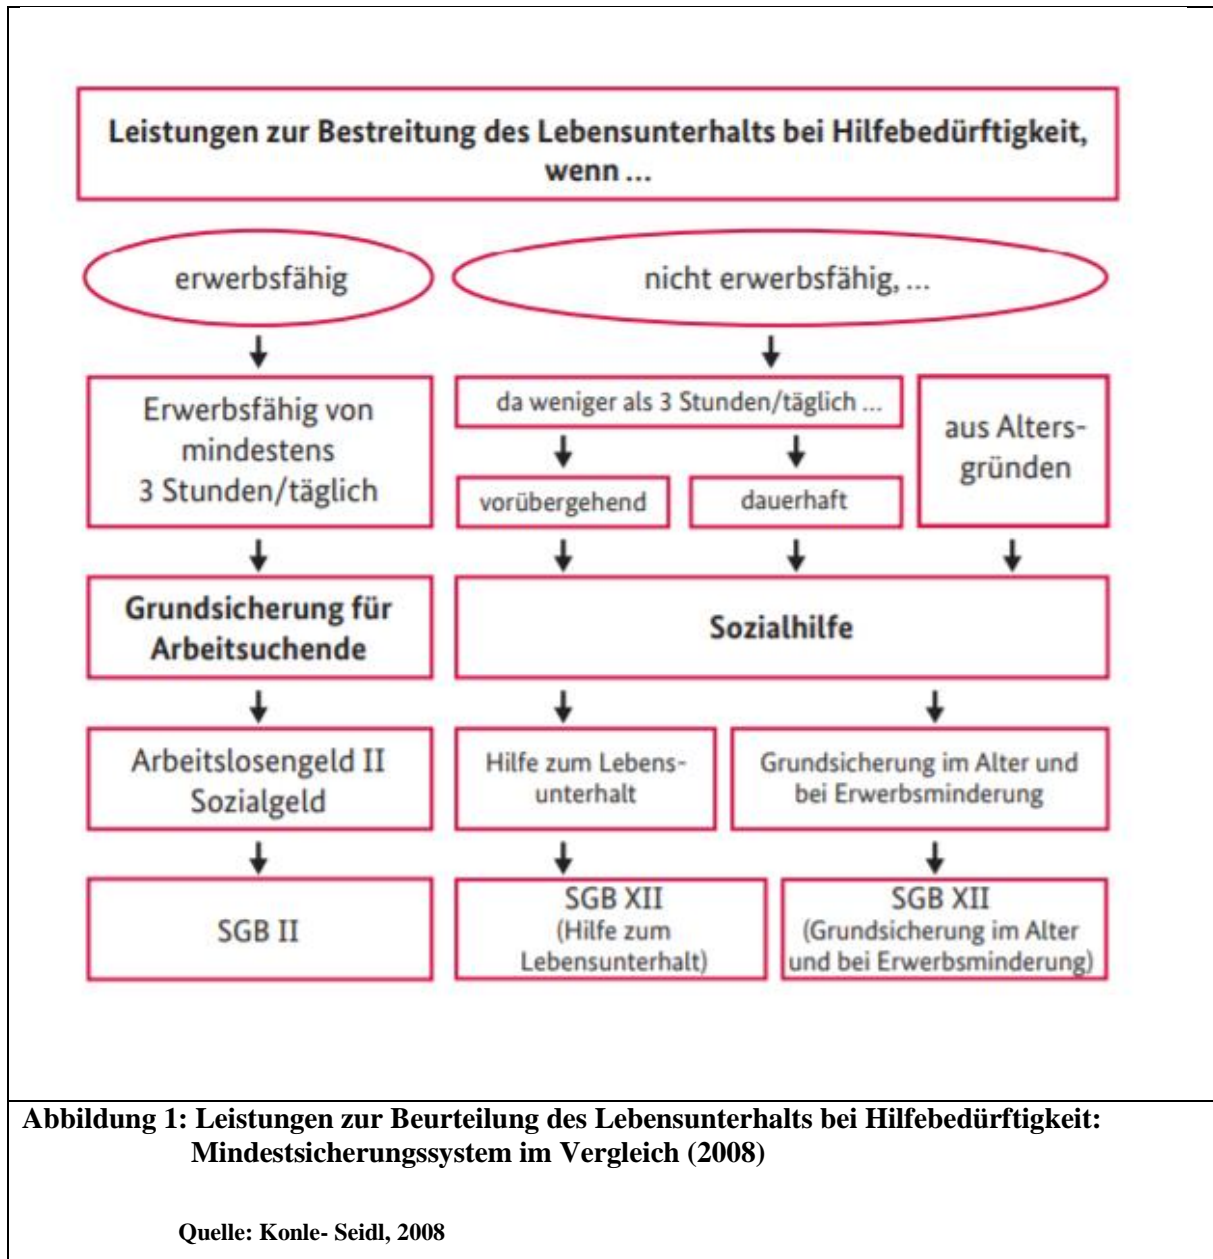 Leistungen zur Bestreitung des Lebensunterhalts bei Hilfebedürftigkeit,
wenn ...
erwerbsfähig
nicht erwerbsfähig, ...
Erwerbsfähig von
mindestens
3 Stunden/täglich
da weniger als 3 Stunden/täglich ...
vorübergehend
dauerhaft
aus Alters-
gründen
Grundsicherung für
Arbeitsuchende
Sozialhilfe
Arbeitslosengeld II
Sozialgeld
Hilfe zum Lebens-
unterhalt
Grundsicherung im Alter und
bei Erwerbsminderung
SGB II
SGB XII
(Hilfe zum
Lebensunterhalt)
SGB XII
(Grundsicherung im Alter
und bei Erwerbsminderung)
Abbildung 1: Leistungen zur Beurteilung des Lebensunterhalts bei Hilfebedürftigkeit:
Mindestsicherungssystem im Vergleich (2008)
Quelle: Konle- Seidl, 2008